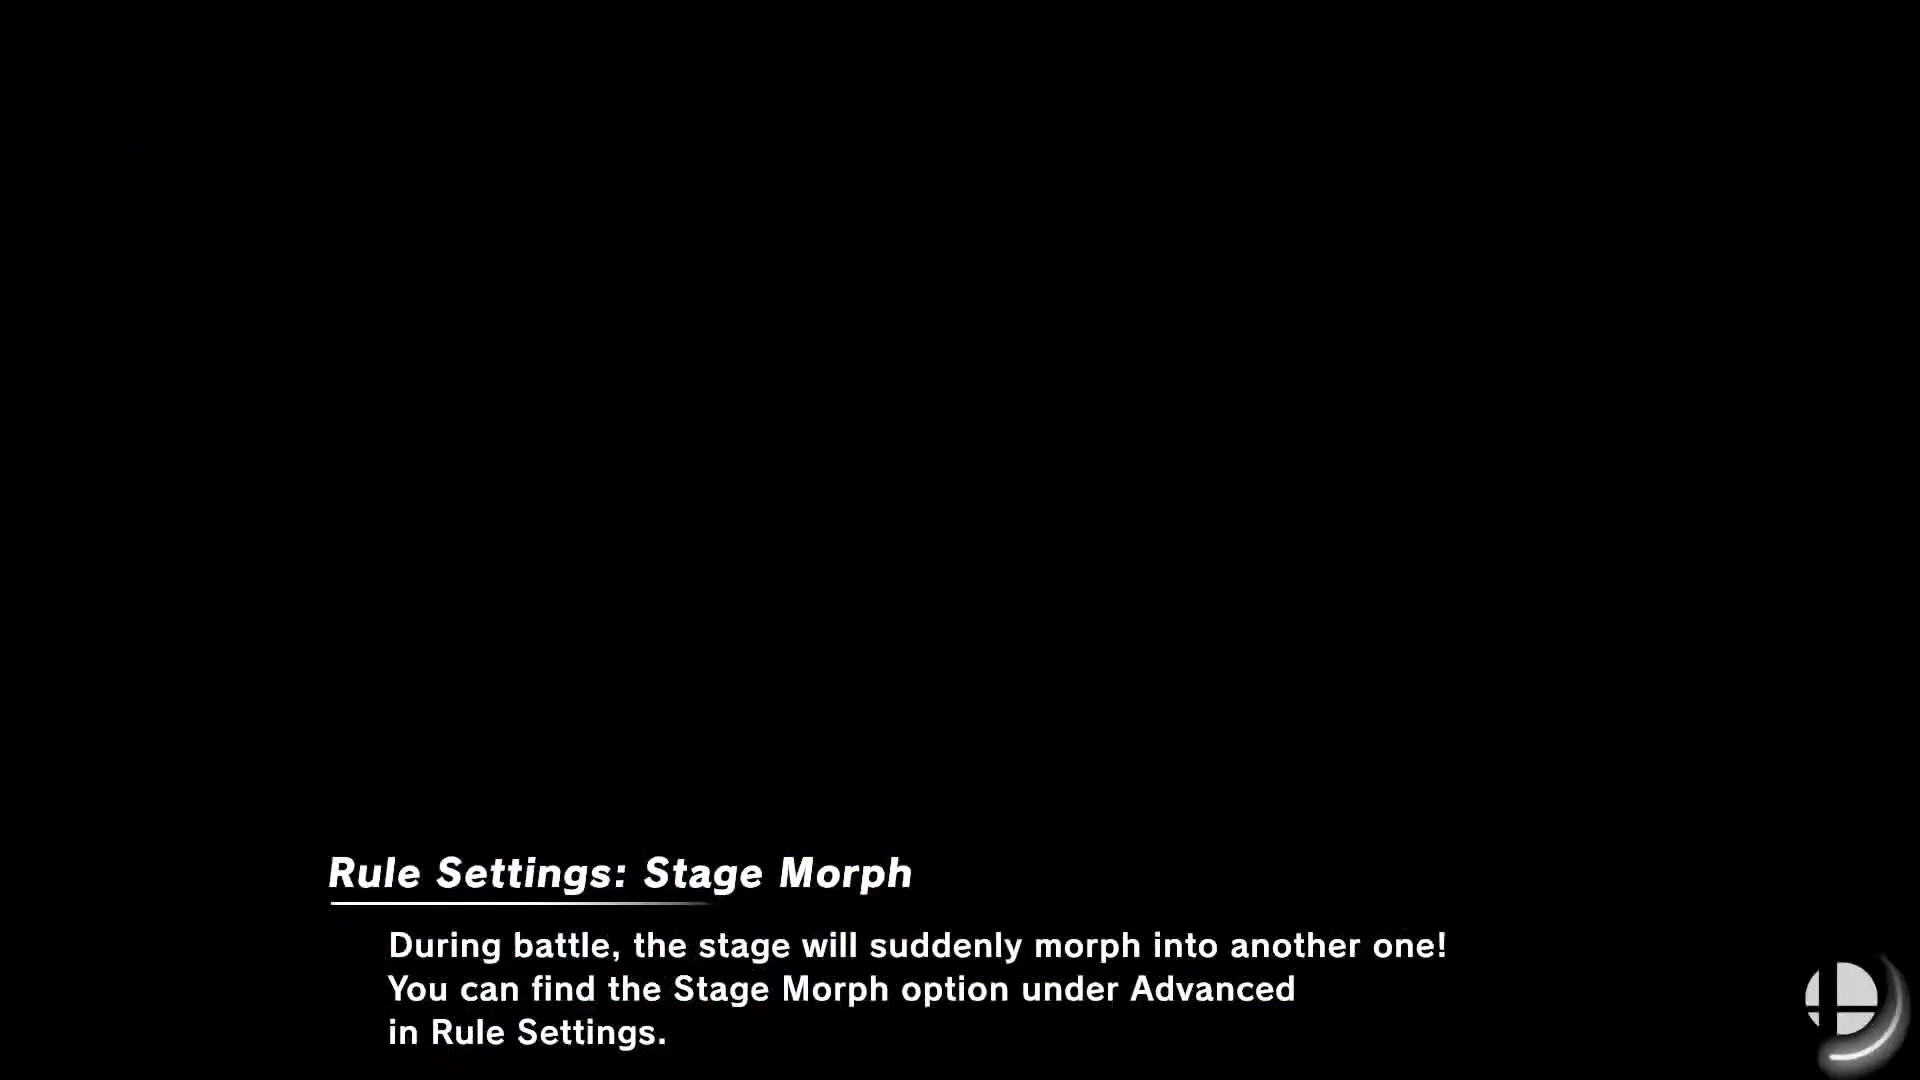 Rule Settings: Stage Morph
During battle, the stage will suddenly morph into another one!
You can find the Stage Morph option under Advanced
in Rule Settings.